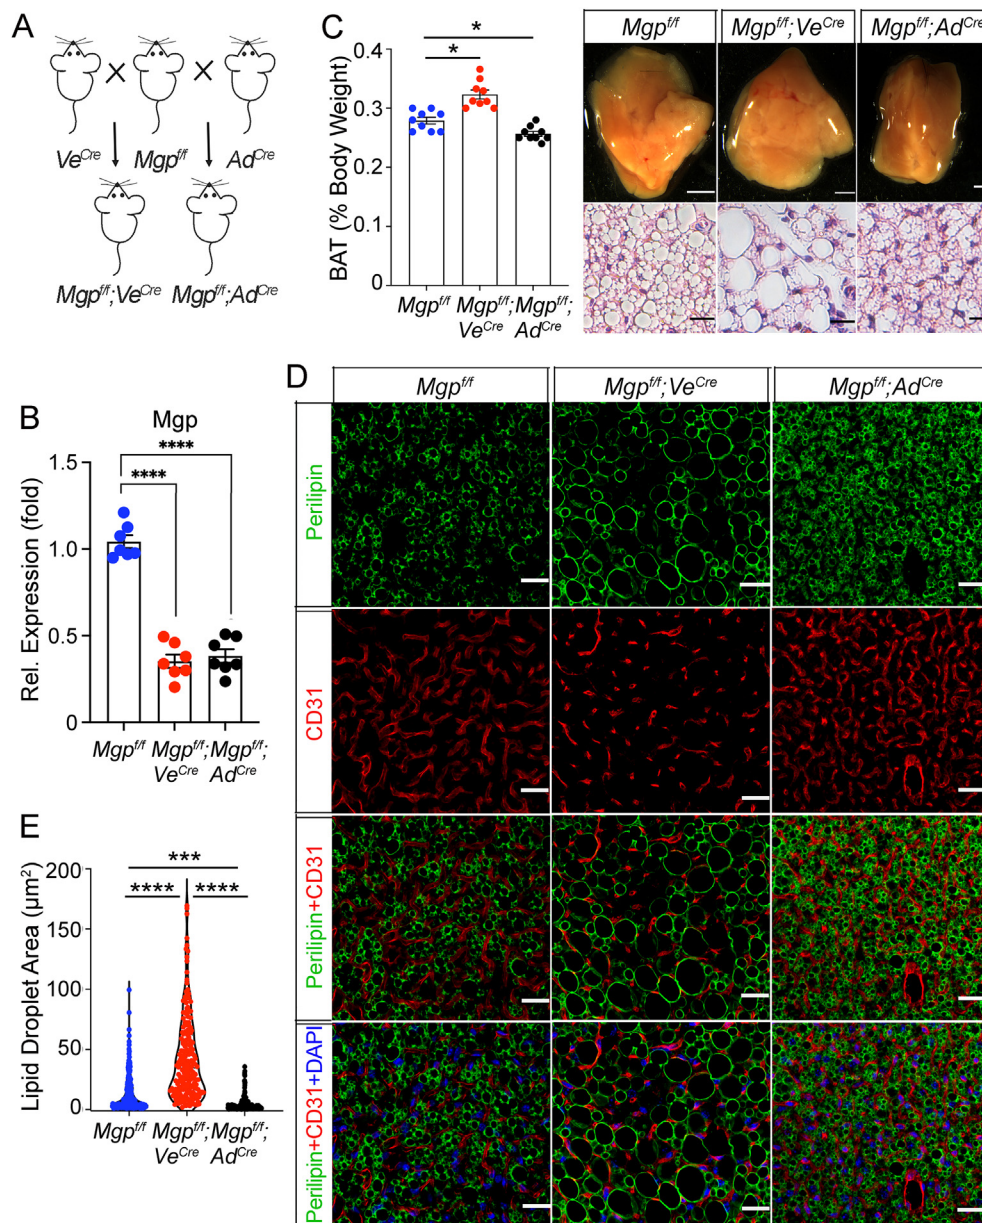 A
Ve^Cre
Mgp^f/f
Ad^Cre
Mgp^f/f;Ve^Cre
Mgp^f/f;Ad^Cre
B
Mgp
****
****
Rel. Expression (fold)
1.5
1.0
0.5
0
Mgp^f/f
Mgp^f/f;
Ve^Cre
Mgp^f/f;
Ad^Cre
C
*
*
BAT (% Body Weight)
0.4
0.3
0.2
0.1
0
Mgp^f/f
Mgp^f/f;
Ve^Cre
Mgp^f/f;
Ad^Cre
Mgp^f/f
Mgp^f/f;Ve^Cre
Mgp^f/f;Ad^Cre
D
Mgp^f/f
Mgp^f/f;Ve^Cre
Mgp^f/f;Ad^Cre
Perilipin
CD31
Perilipin+CD31
Perilipin+CD31+DAPI
E
***
****
****
Lipid Droplet Area (µm²)
200
150
100
50
0
Mgp^f/f
Mgp^f/f;
Ve^Cre
Mgp^f/f;
Ad^Cre